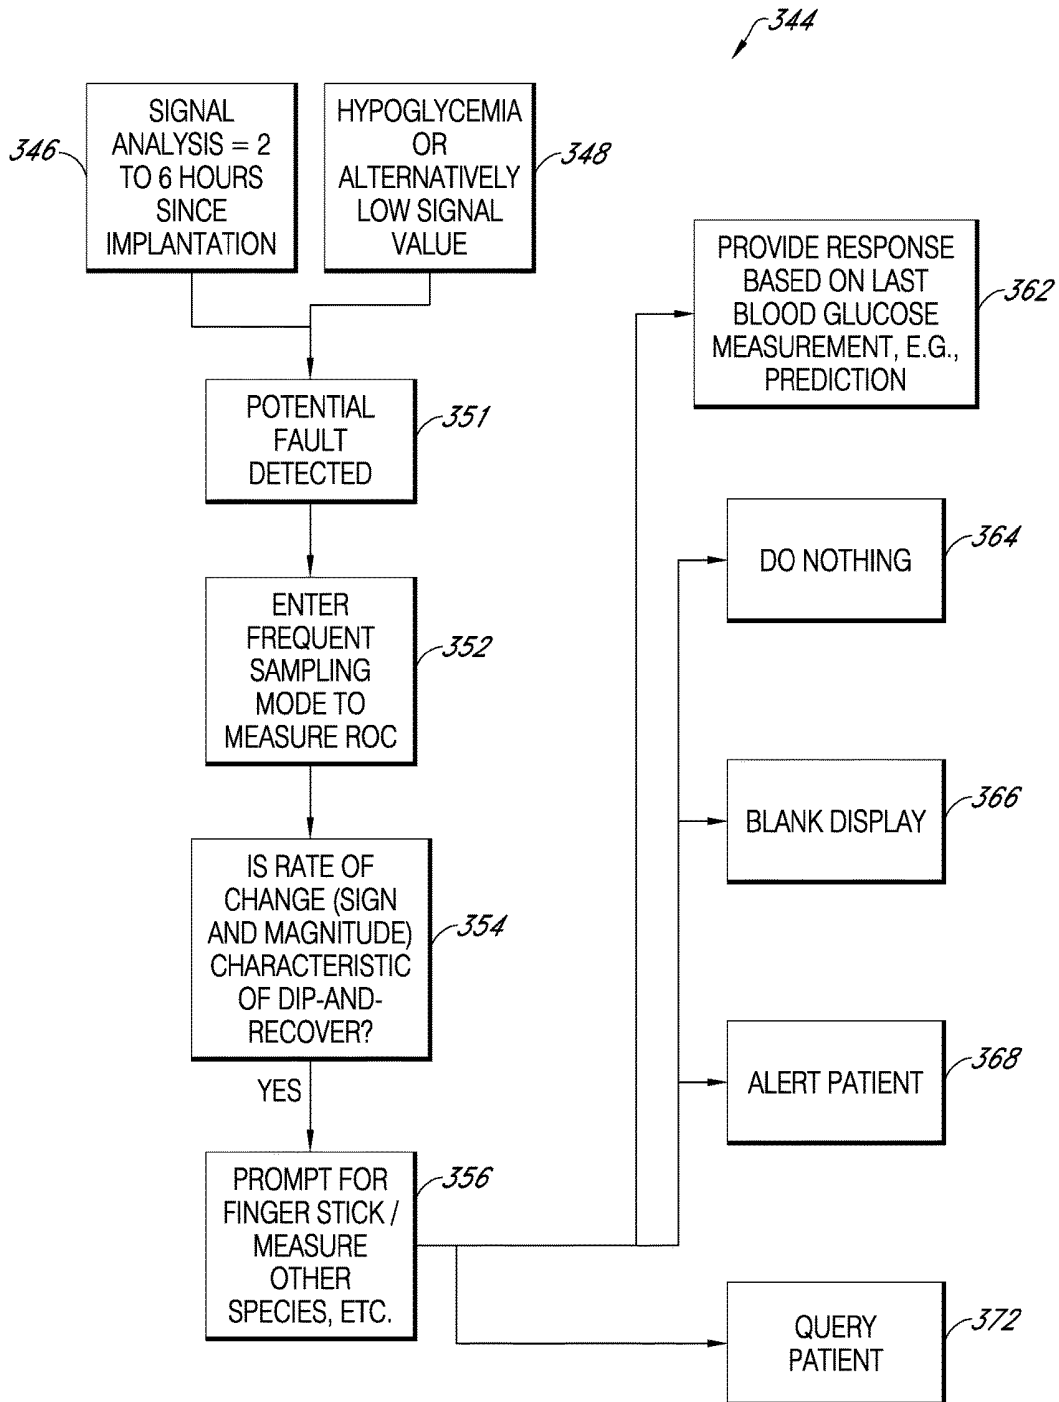 344
SIGNAL
ANALYSIS = 2
TO 6 HOURS
SINCE
IMPLANTATION
346
HYPOGLYCEMIA
OR
ALTERNATIVELY
LOW SIGNAL
VALUE
348
POTENTIAL
FAULT
DETECTED
351
ENTER
FREQUENT
SAMPLING
MODE TO
MEASURE ROC
352
IS RATE OF
CHANGE (SIGN
AND MAGNITUDE)
CHARACTERISTIC
OF DIP-AND-
RECOVER?
354
YES
PROMPT FOR
FINGER STICK /
MEASURE
OTHER
SPECIES, ETC.
356
PROVIDE RESPONSE
BASED ON LAST
BLOOD GLUCOSE
MEASUREMENT, E.G.,
PREDICTION
362
DO NOTHING
364
BLANK DISPLAY
366
ALERT PATIENT
368
QUERY
PATIENT
372